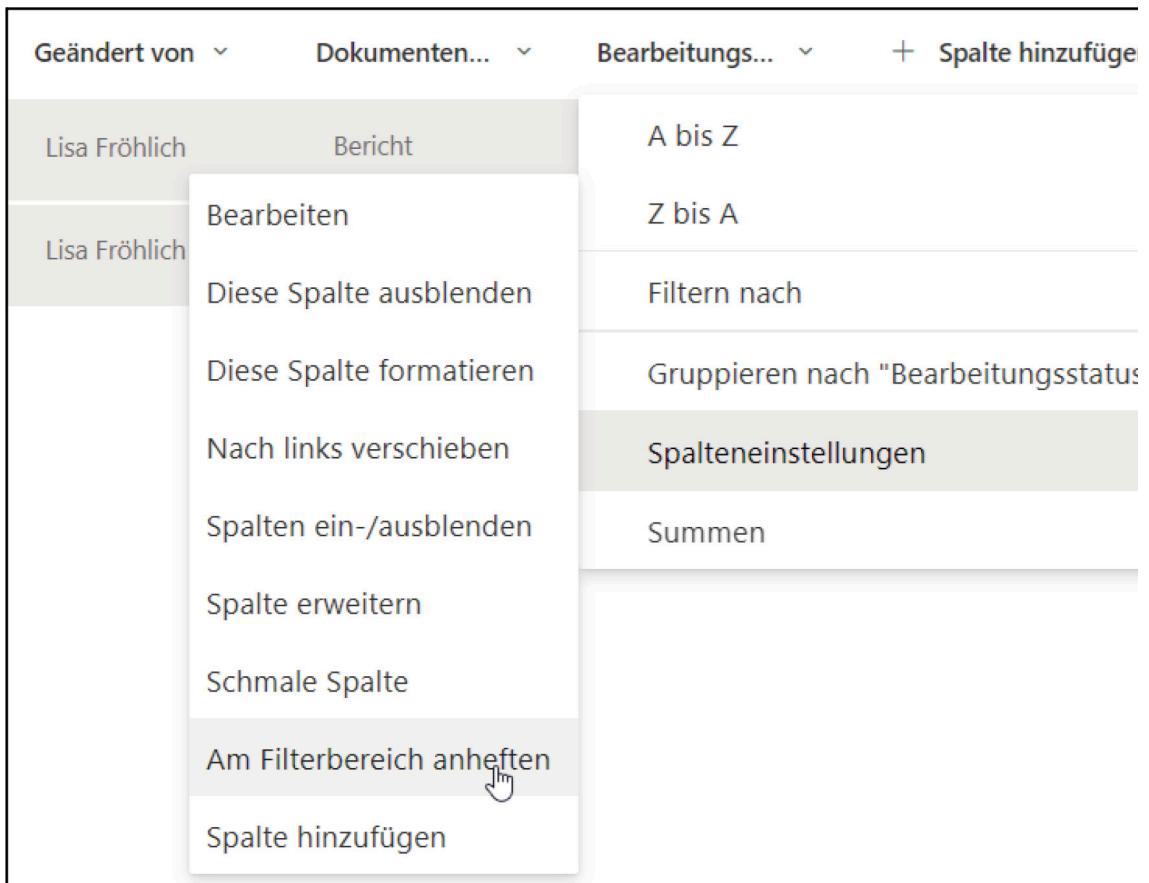 Geändert von Dokumenten... Bearbeitungs... + Spalte hinzufügen
Lisa Fröhlich Bericht
Lisa Fröhlich
A bis Z
Z bis A
Filtern nach
Gruppieren nach "Bearbeitungsstatus
Spalteneinstellungen
Summen
Bearbeiten
Diese Spalte ausblenden
Diese Spalte formatieren
Nach links verschieben
Spalten ein-/ausblenden
Spalte erweitern
Schmale Spalte
Am Filterbereich anheften
Spalte hinzufügen